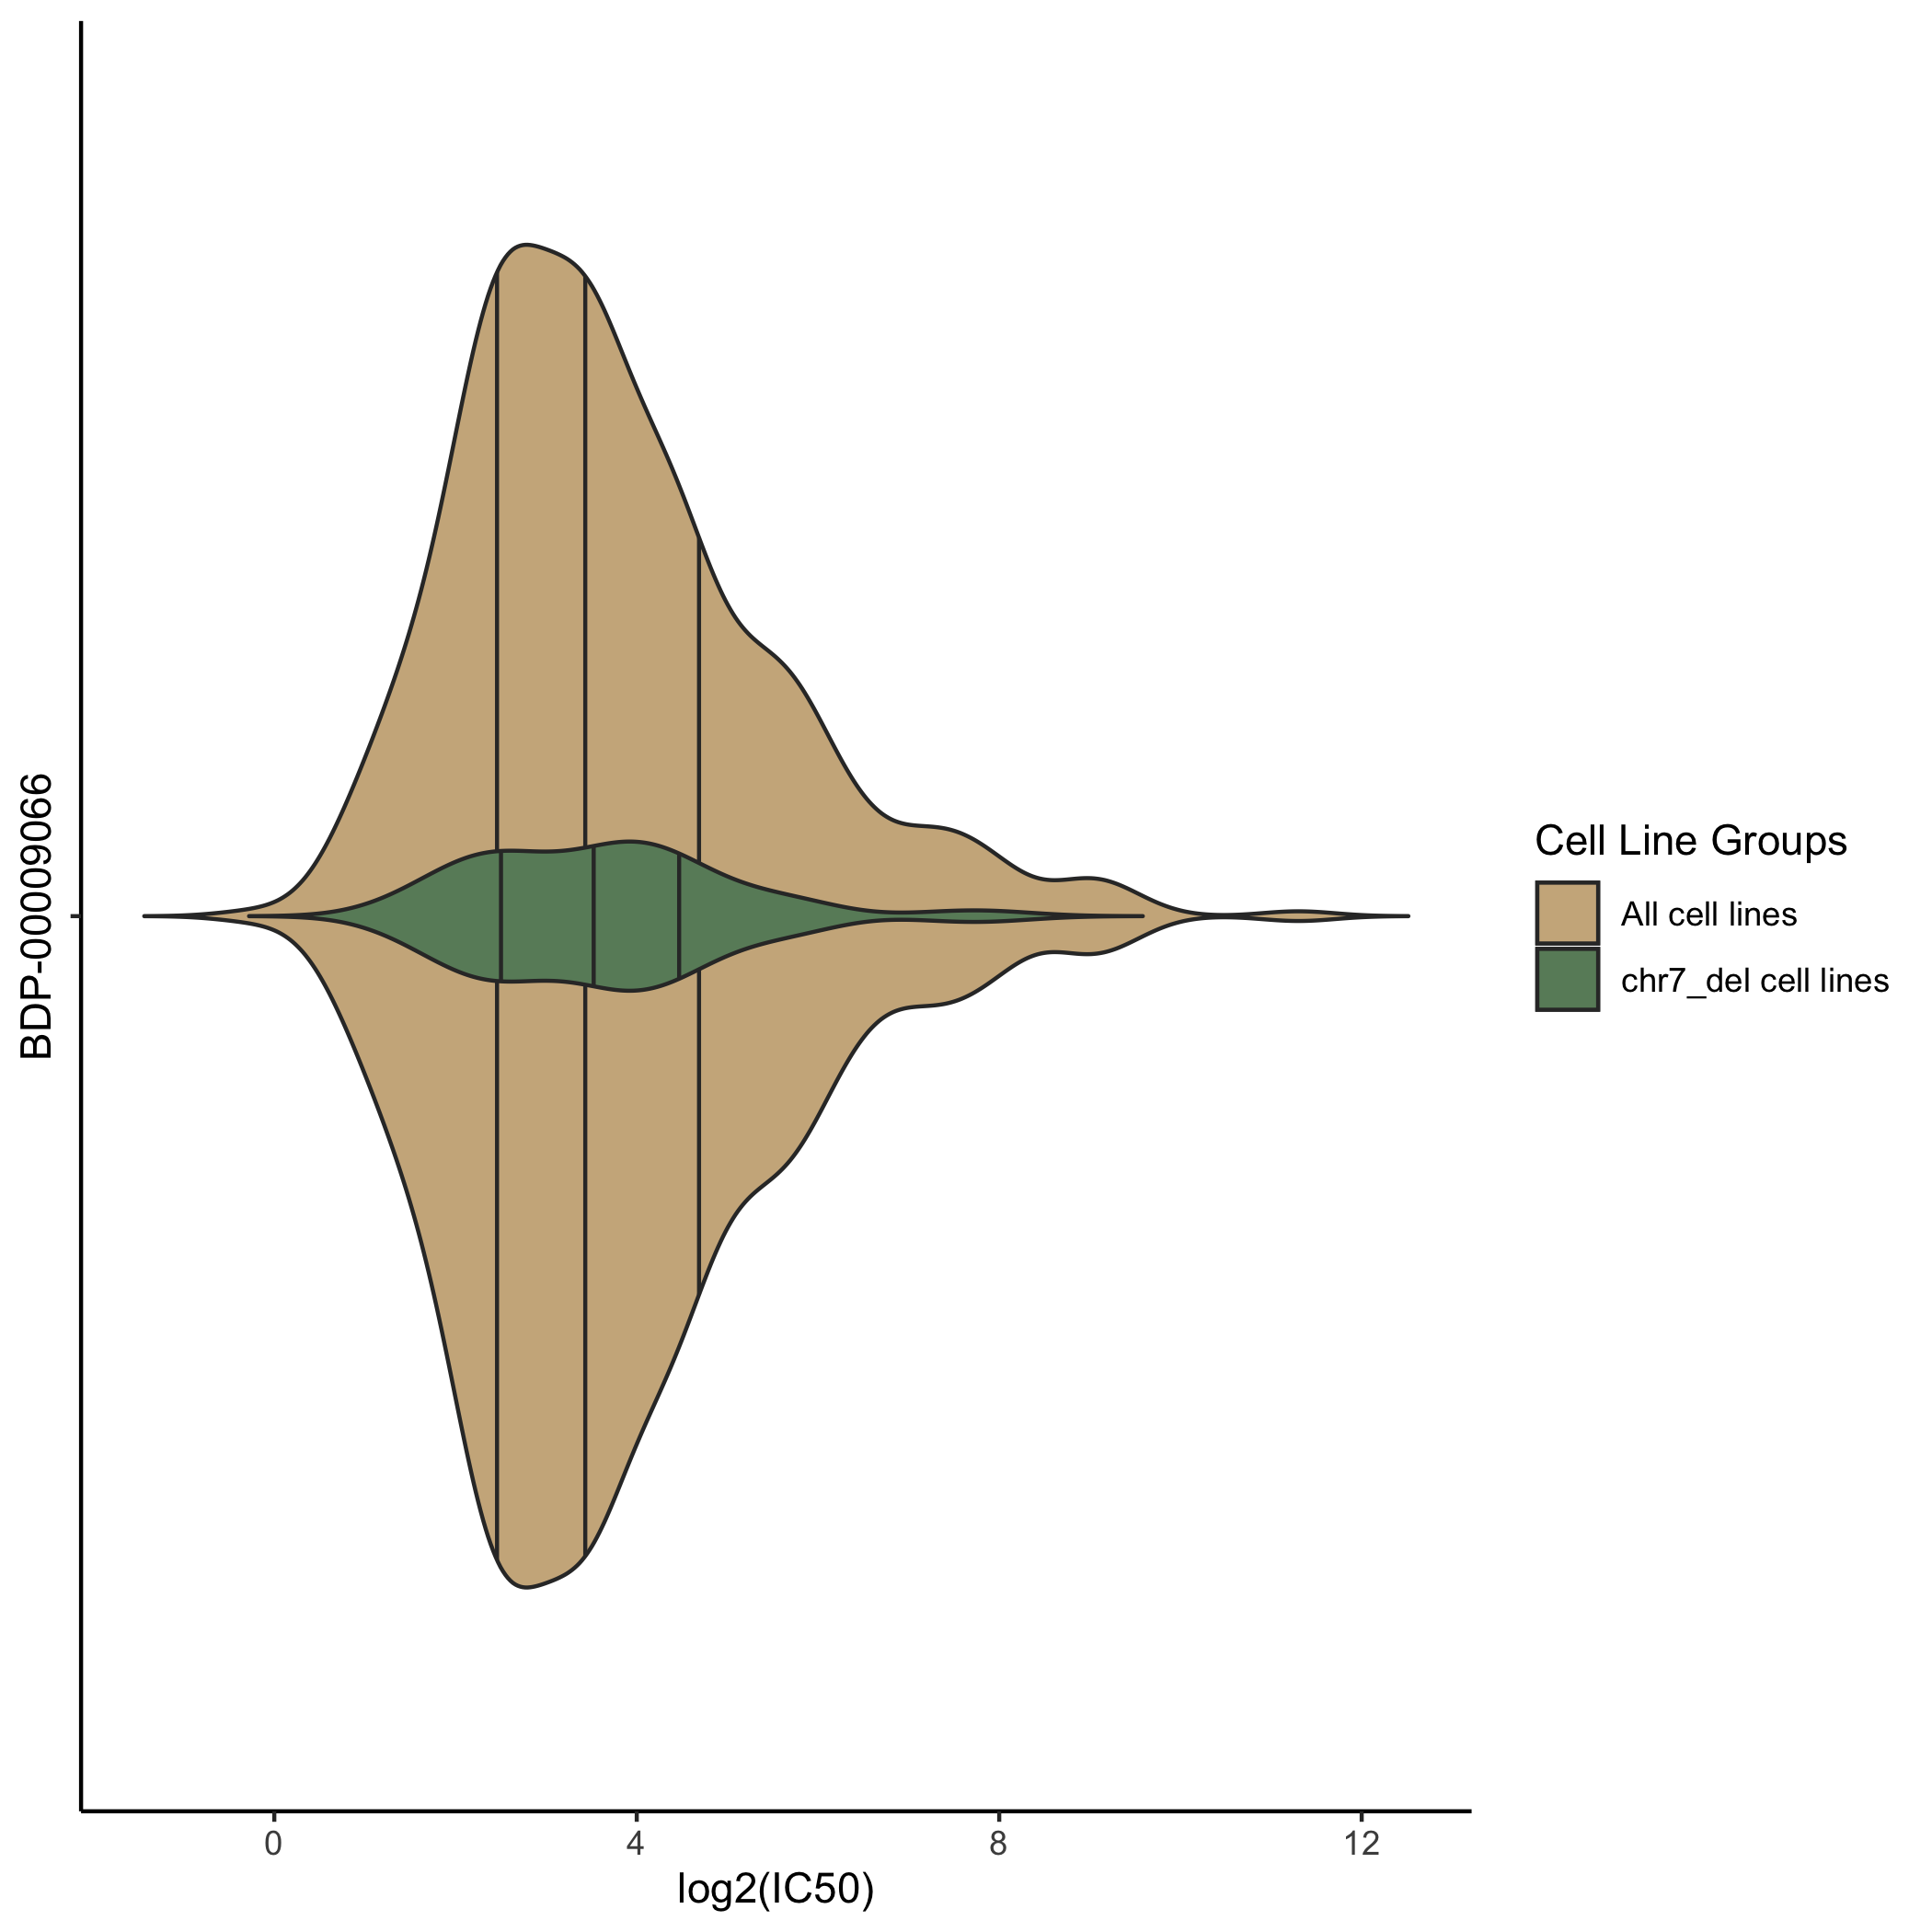 BDP-00009066
Cell Line Groups
All cell lines
chr7_del cell lines
0 4 8 12
log2(IC50)